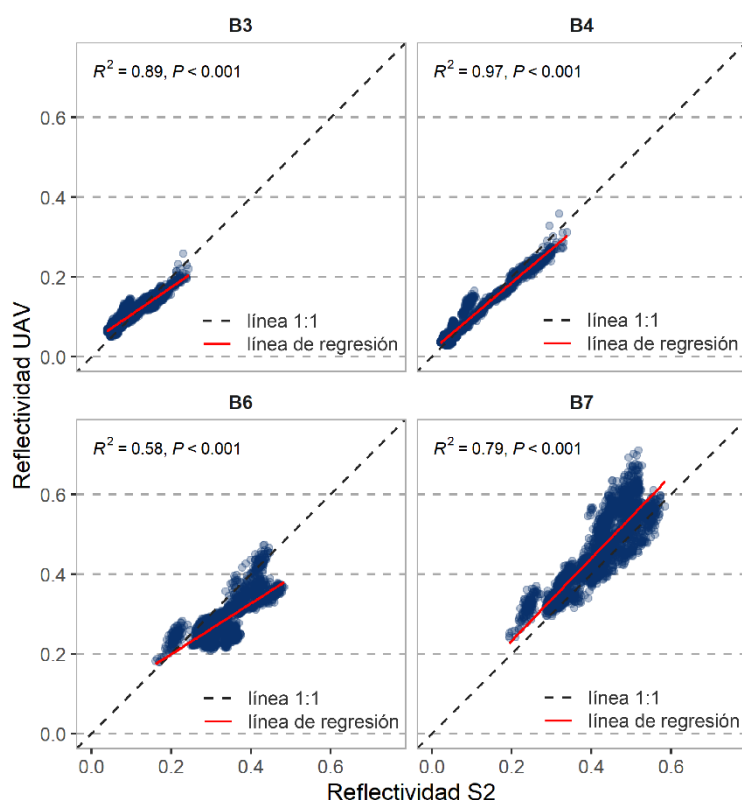 B3
B4
R² = 0.89, P < 0.001
R² = 0.97, P < 0.001
0.6
0.4
0.2
0.0
línea 1:1
línea de regresión
línea 1:1
línea de regresión
Reflectividad UAV
B6
B7
R² = 0.58, P < 0.001
R² = 0.79, P < 0.001
0.6
0.4
0.2
0.0
línea 1:1
línea de regresión
línea 1:1
línea de regresión
0.0 0.2 0.4 0.6
0.0 0.2 0.4 0.6
Reflectividad S2